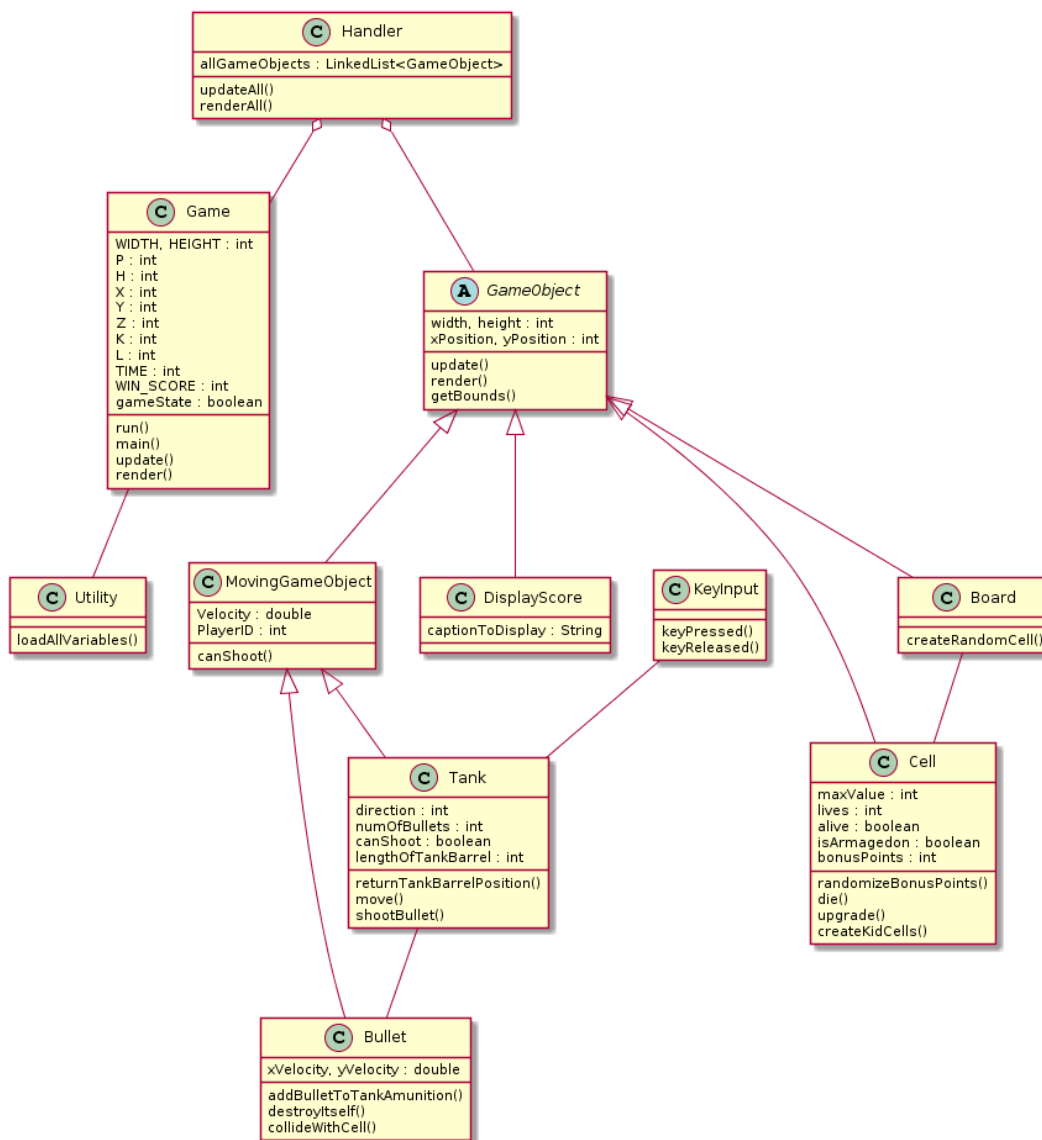 C Handler
allGameObjects : LinkedList<GameObject>
updateAll()
renderAll()
C Game
WIDTH, HEIGHT : int
P : int
H : int
X : int
Y : int
Z : int
K : int
L : int
TIME : int
WIN_SCORE : int
gameState : boolean
run()
main()
update()
render()
A GameObject
width, height : int
xPosition, yPosition : int
update()
render()
getBounds()
C Utility
loadAllVariables()
C MovingGameObject
Velocity : double
PlayerID : int
canShoot()
C DisplayScore
captionToDisplay : String
C KeyInput
keyPressed()
keyReleased()
C Board
createRandomCell()
C Tank
direction : int
numOfBullets : int
canShoot : boolean
lengthOfTankBarrel : int
returnTankBarrelPosition()
move()
shootBullet()
C Cell
maxValue : int
lives : int
alive : boolean
isArmagedon : boolean
bonusPoints : int
randomizeBonusPoints()
die()
upgrade()
createKidCells()
C Bullet
xVelocity, yVelocity : double
addBulletToTankAmunition()
destroyItself()
collideWithCell()